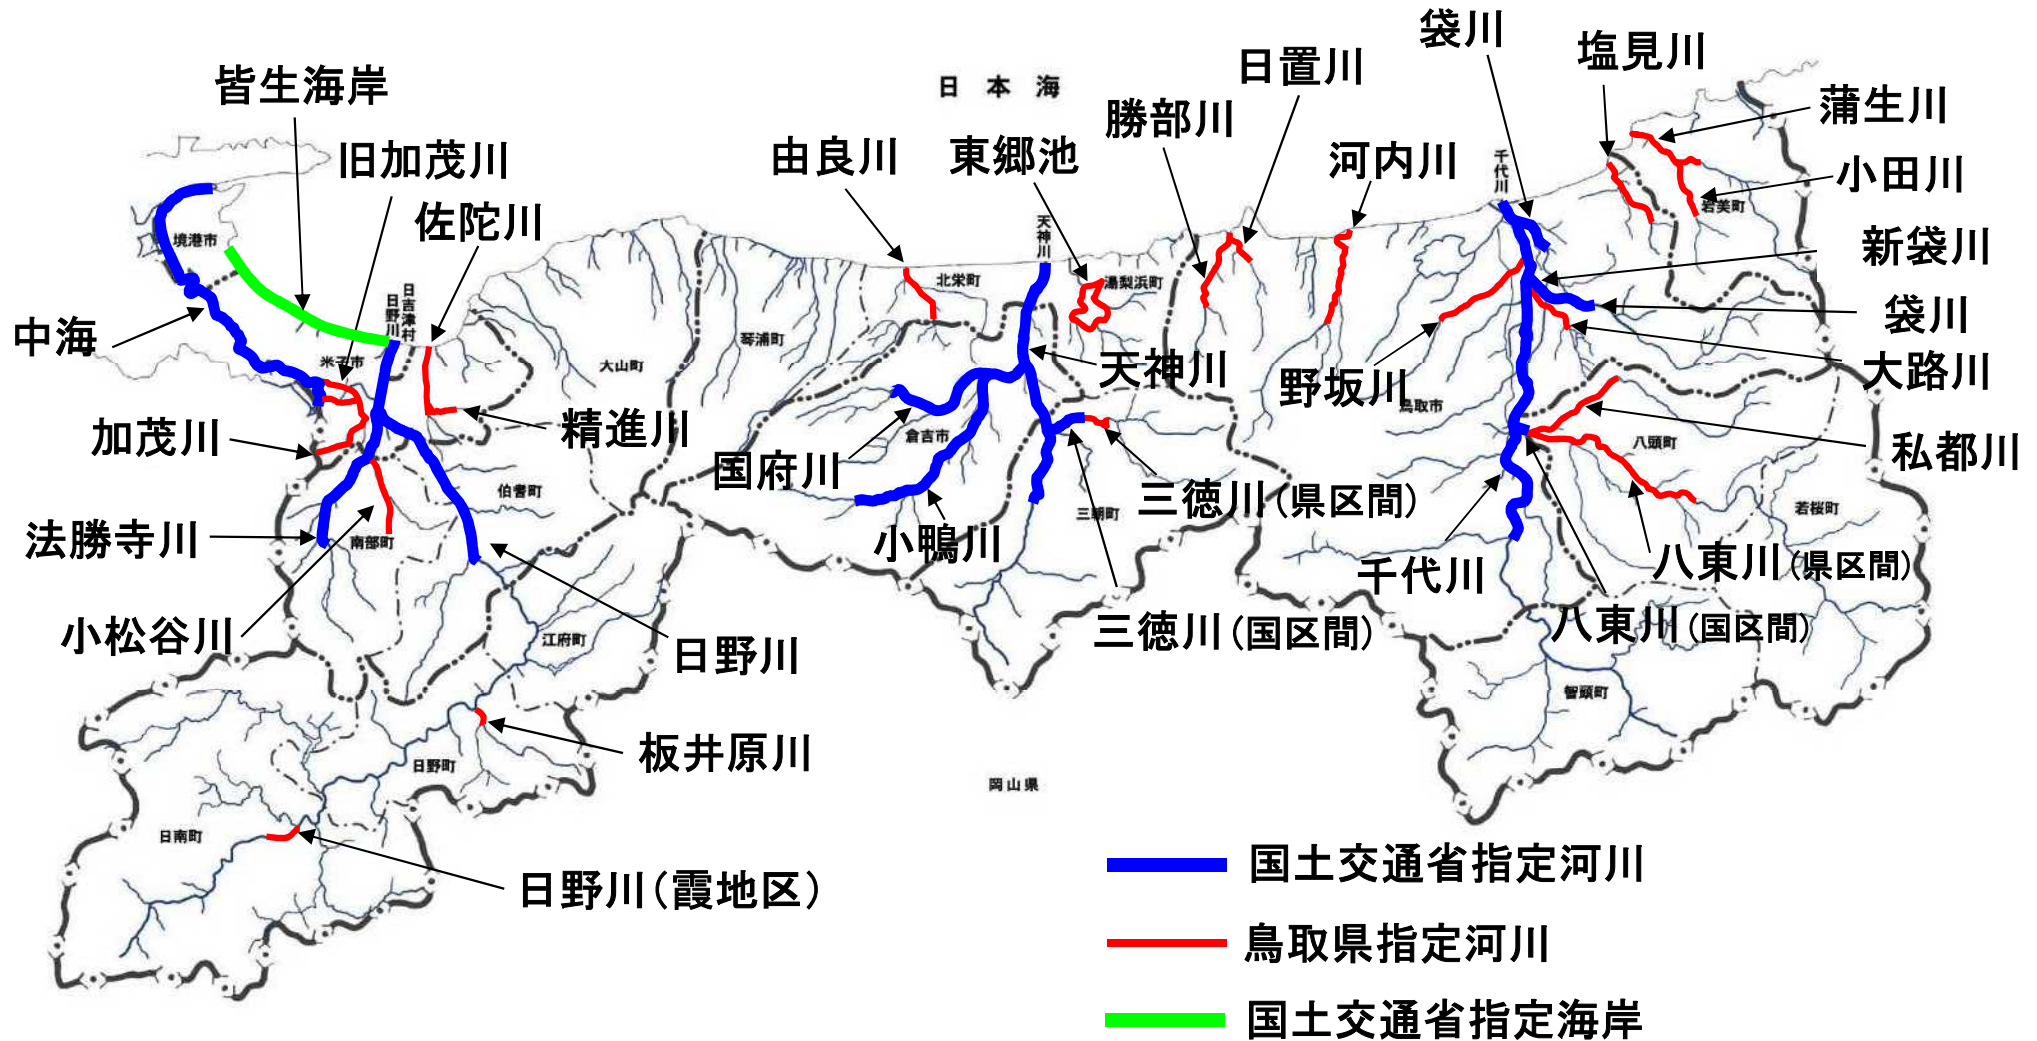 袋川
塩見川
日置川
皆生海岸
日本海
蒲生川
勝部川
旧加茂川
由良川
東郷池
河内川
千代川
小田川
佐陀川
岩美町
天神川
境港市
新袋川
北栄町
湯梨浜町
日吉津村
日野川
袋川
中海
米子市
大山町
琴浦町
天神川
野坂川
大路川
鳥取市
加茂川
精進川
倉吉市
八頭町
私都川
国府川
伯耆町
三徳川(県区間)
三朝町
若桜町
法勝寺川
南部町
小鴨川
千代川
八東川(県区間)
小松谷川
江府町
日野川
三徳川(国区間)
八東川(国区間)
智頭町
板井原川
日野町
岡山県
日南町
日野川(霞地区)
国土交通省指定河川
鳥取県指定河川
国土交通省指定海岸